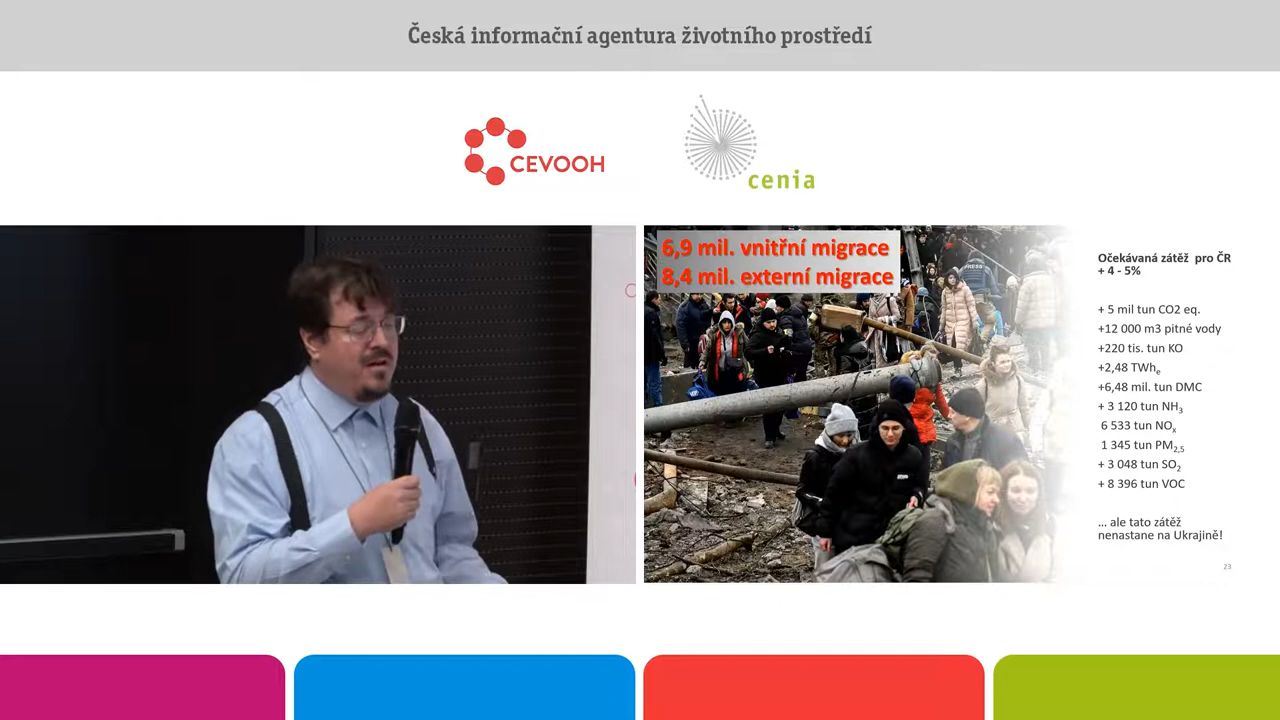 Česká informační agentura životního prostředí
CEVOOH
cenia
6,9 mil. vnitřní migrace
8,4 mil. externí migrace
PRESS
Očekávaná zátěž pro ČR
+ 4 - 5%
+ 5 mil tun CO2 eq.
+12 000 m3 pitné vody
+220 tis. tun KO
+2,48 TWhₑ
+6,48 mil. tun DMC
+ 3 120 tun NH₃
6 533 tun NOₓ
1 345 tun PM₂,₅
+ 3 048 tun SO₂
+ 8 396 tun VOC
... ale tato zátěž
nenastane na Ukrajině!
23